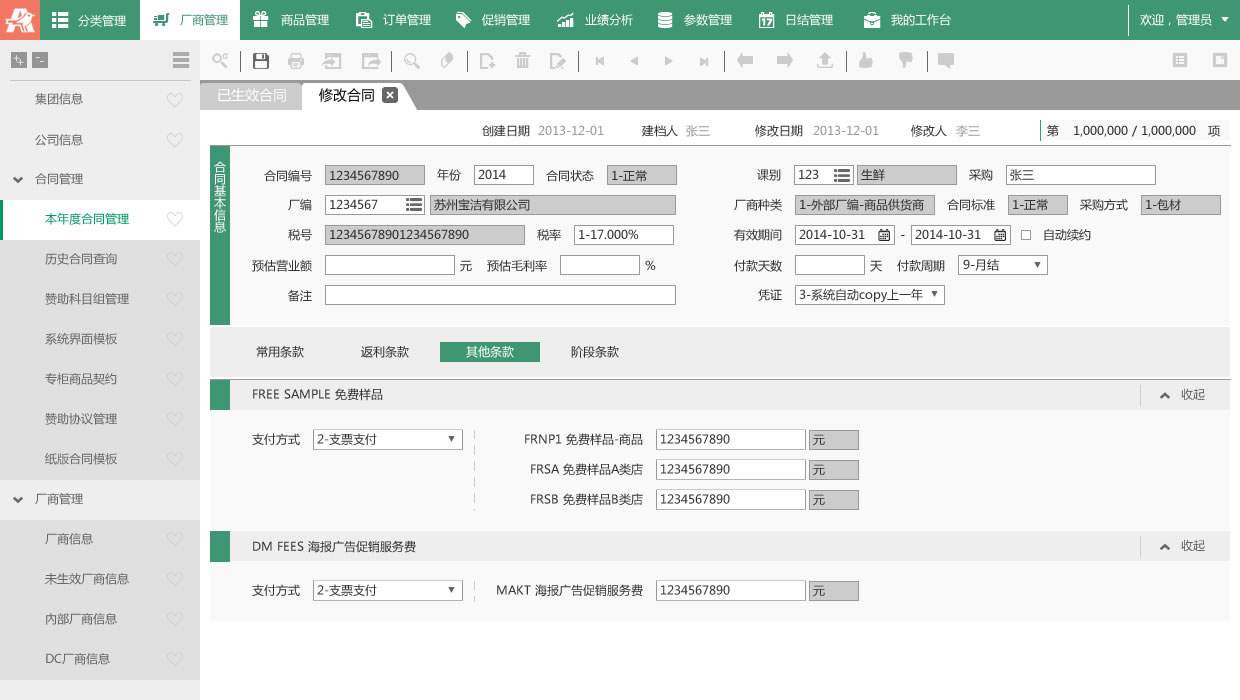 分类管理 厂商管理 商品管理 订单管理 促销管理 业绩分析 参数管理 日结管理 我的工作台 欢迎，管理员
集团信息
公司信息
合同管理
本年度合同管理
历史合同查询
赞助科目组管理
系统界面模板
专柜商品契约
赞助协议管理
纸版合同模板
厂商管理
厂商信息
未生效厂商信息
内部厂商信息
DC厂商信息
已生效合同 修改合同
创建日期 2013-12-01 建档人 张三 修改日期 2013-12-01 修改人 李三 第 1,000,000 / 1,000,000 项
合同基本信息
合同编号 1234567890 年份 2014 合同状态 1-正常 课别 123 生鲜 采购 张三
厂编 1234567 苏州宝洁有限公司 厂商种类 1-外部厂编-商品供货商 合同标准 1-正常 采购方式 1-包材
税号 12345678901234567890 税率 1-17.000% 有效期间 2014-10-31 - 2014-10-31 自动续约
预估营业额 元 预估毛利率 % 付款天数 天 付款周期 9-月结
备注 凭证 3-系统自动copy上一年
常用条款 返利条款 其他条款 阶段条款
FREE SAMPLE 免费样品 收起
支付方式 2-支票支付 FRNP1 免费样品-商品 1234567890 元
FRSA 免费样品A类店 1234567890 元
FRSB 免费样品B类店 1234567890 元
DM FEES 海报广告促销服务费 收起
支付方式 2-支票支付 MAKT 海报广告促销服务费 1234567890 元